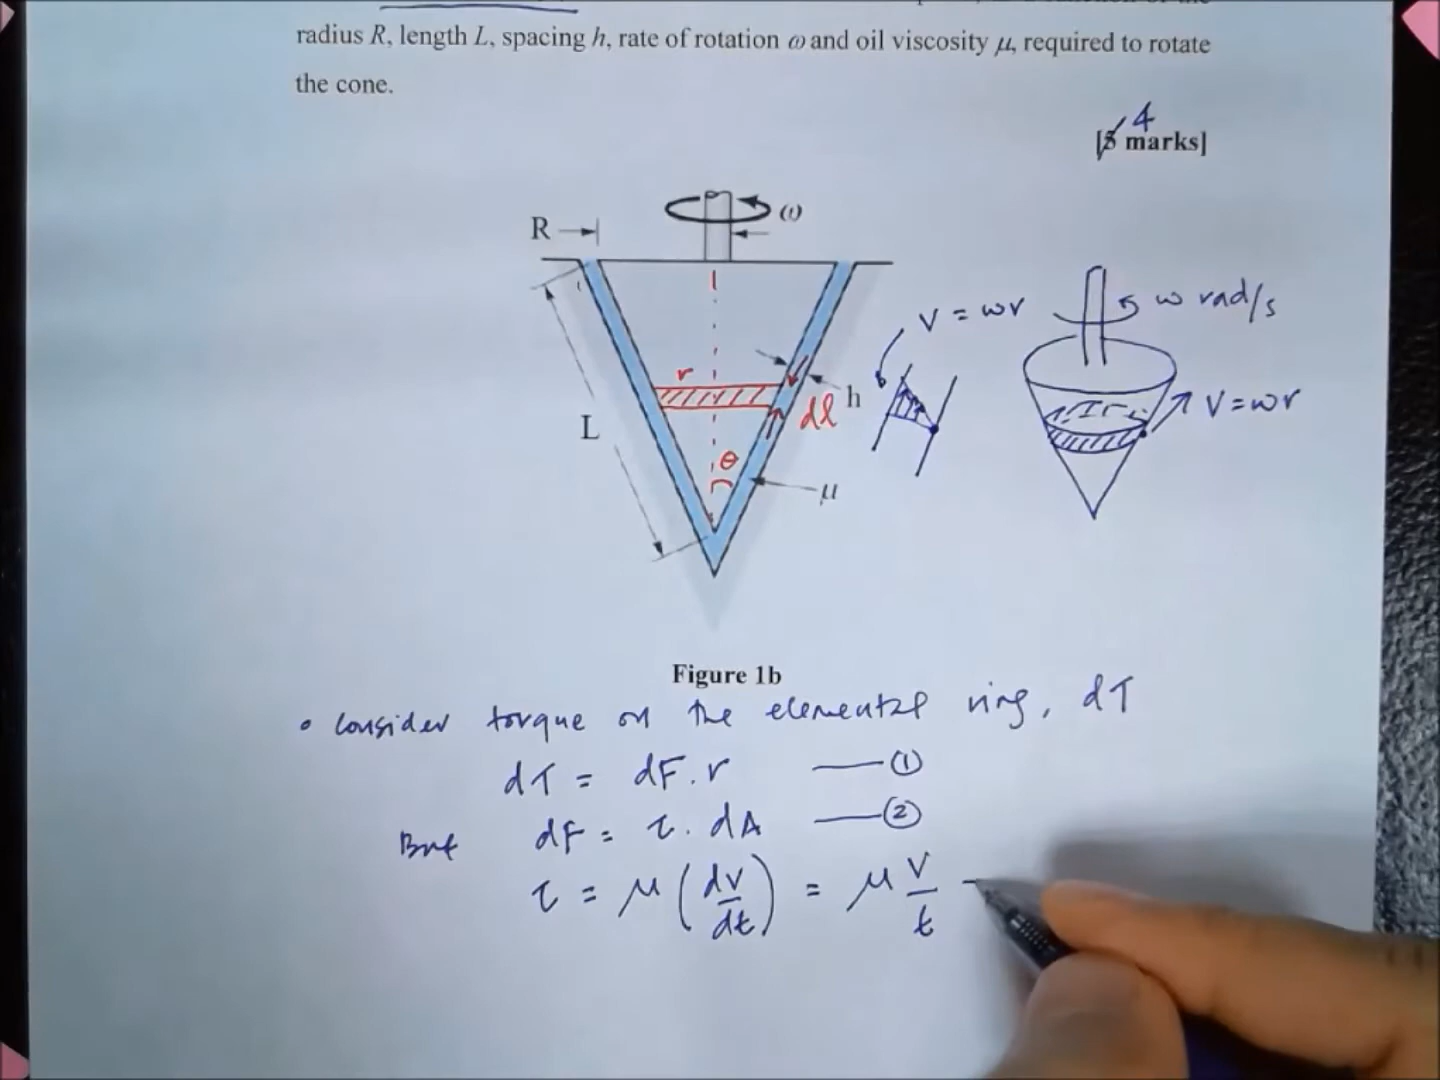 radius R, length L, spacing h, rate of rotation ω and oil viscosity μ, required to rotate
the cone.
4
[3 marks]
R
ω
V = ωr
ω rad/s
r
h
dl
V = ωr
L
θ
μ
Figure 1b
• Consider torque on the elemental ring, dT
dT = dF.r ——①
But dF = τ. dA ——②
τ = μ (dv/dt) = μ V/t —